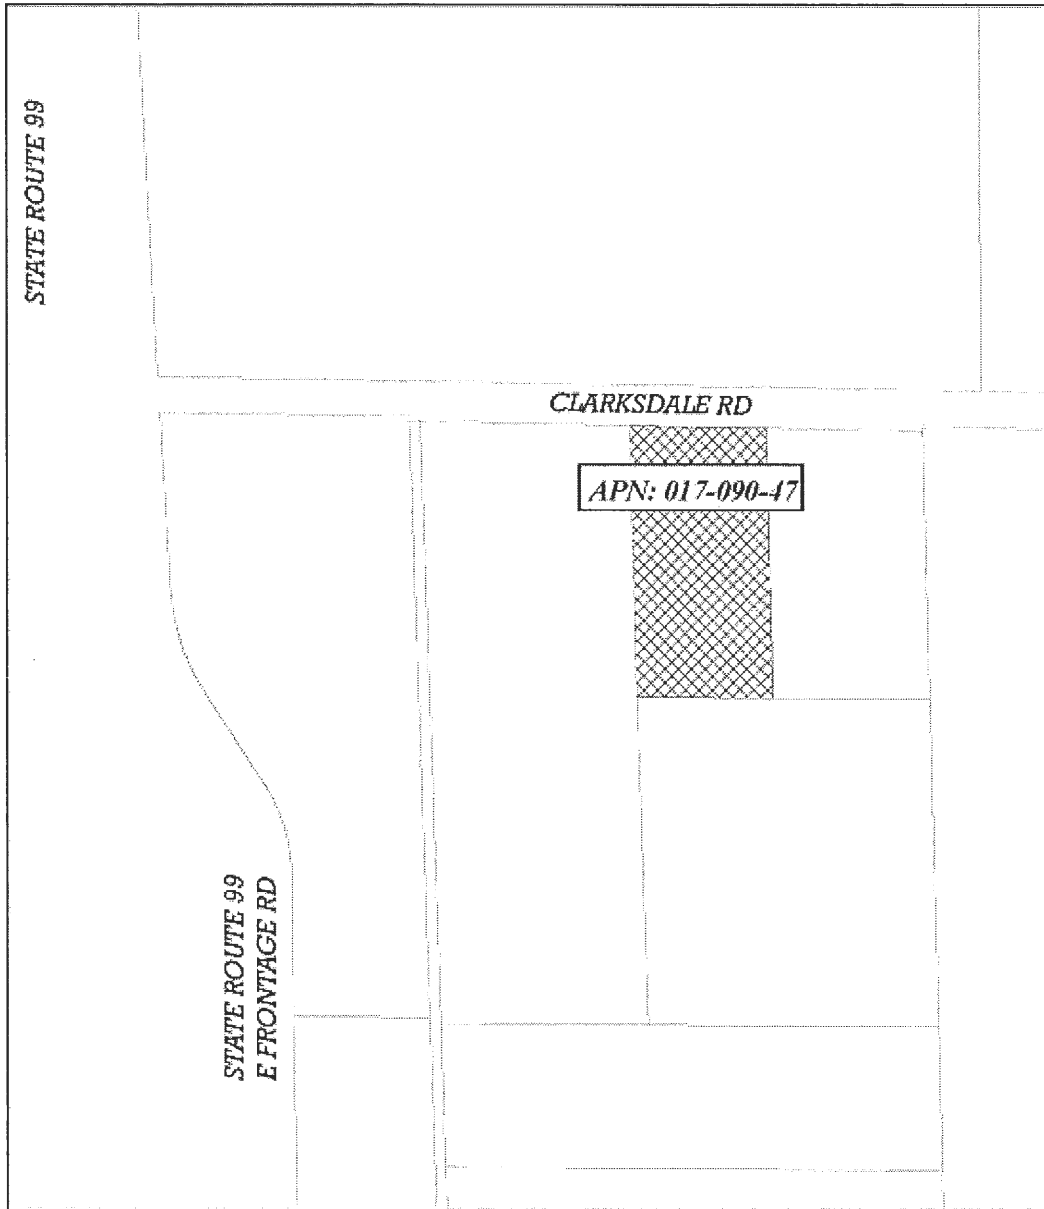 STATE ROUTE 99
CLARKSDALE RD
APN: 017-090-47
STATE ROUTE 99
E FRONTAGE RD